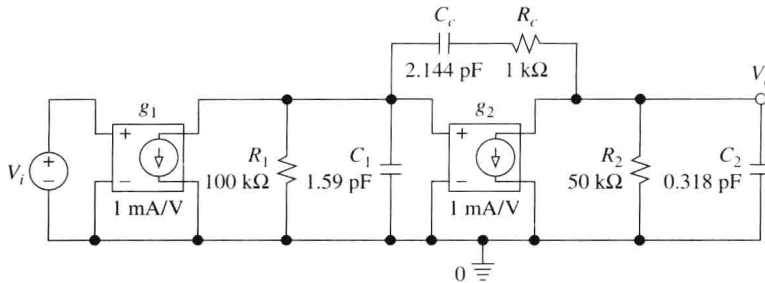 C_c
R_c
2.144 pF
1 kΩ
V_o
g_1
g_2
+
−
+
−
+
−
V_i
R_1
100 kΩ
C_1
1.59 pF
R_2
50 kΩ
C_2
0.318 pF
1 mA/V
1 mA/V
0